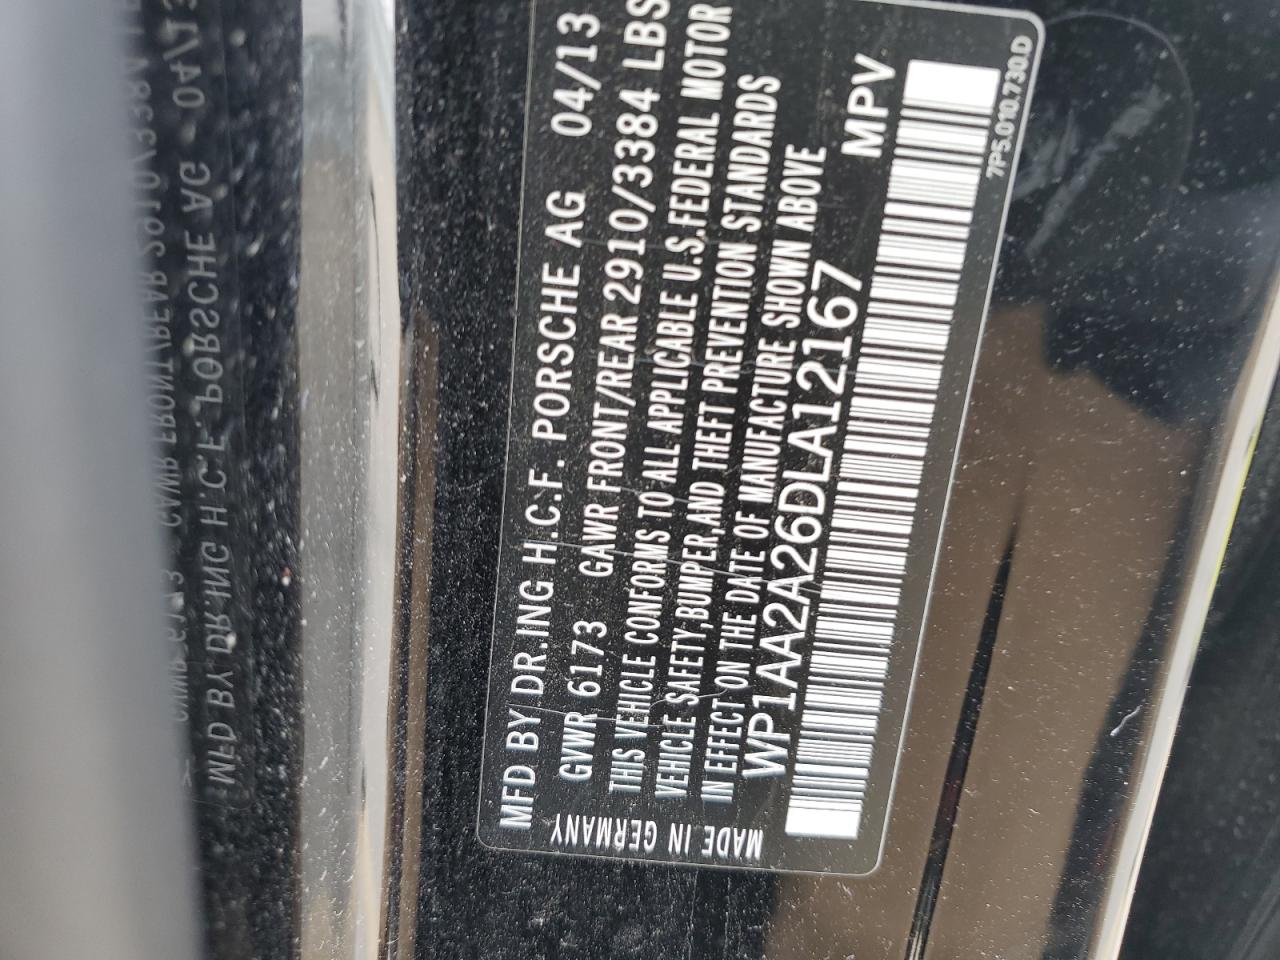 MFD BY DR.ING H.C.F. PORSCHE AG 04/13
GVWR 6173 GAWR FRONT/REAR 2910/3384 LBS
THIS VEHICLE CONFORMS TO ALL APPLICABLE U.S.FEDERAL MOTOR
VEHICLE SAFETY,BUMPER,AND THEFT PREVENTION STANDARDS
IN EFFECT ON THE DATE OF MANUFACTURE SHOWN ABOVE
WP1AA2A26DLA12167 MPV
MADE IN GERMANY
7P5.010.730.D